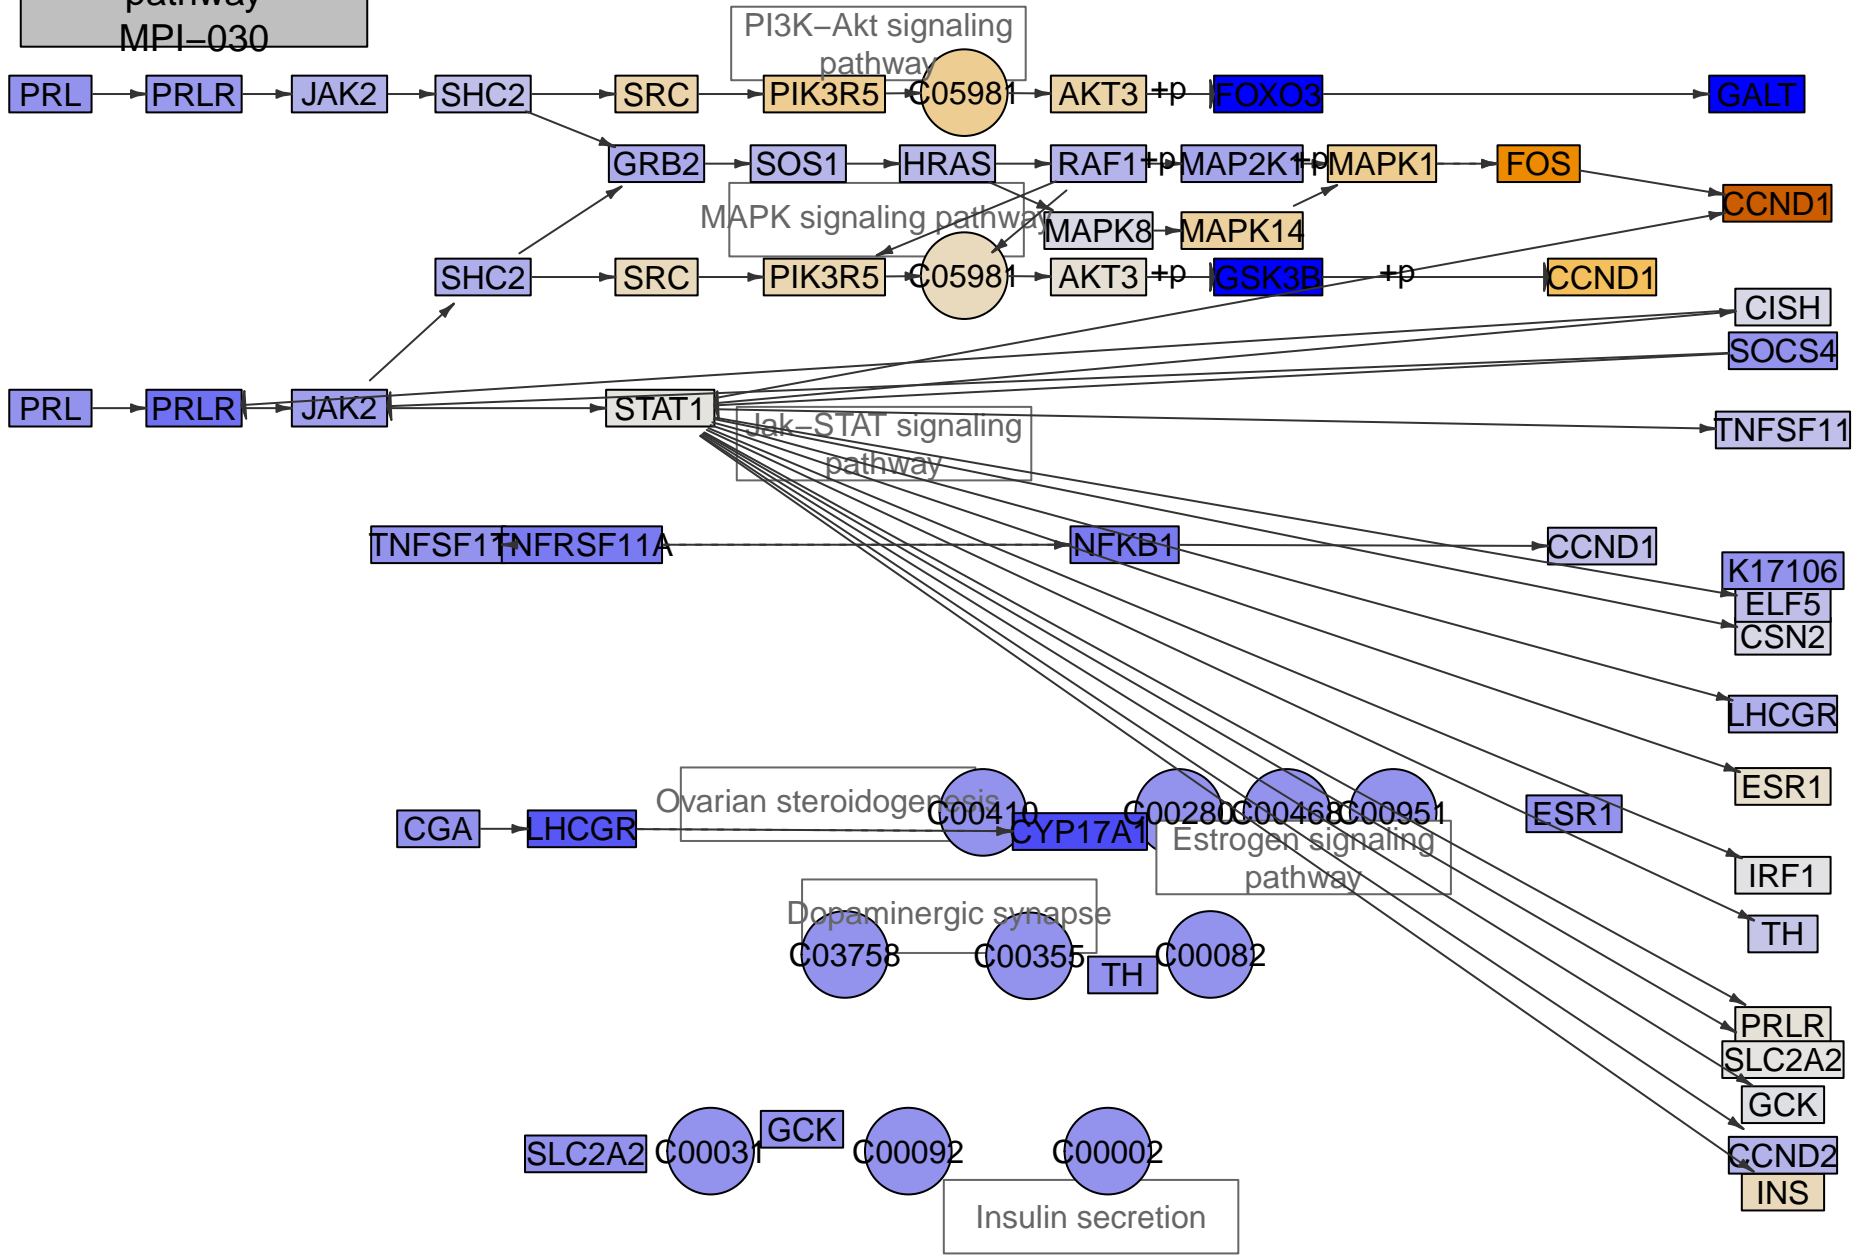 pathway
MPI−030
PI3K−Akt signaling
pathway
PRL
PRLR
JAK2
SHC2
SRC
PIK3R5
C05981
AKT3
+p
FOXO3
GALT
GRB2
SOS1
HRAS
RAF1
+p
MAP2K1
+p
MAPK1
FOS
CCND1
MAPK signaling pathway
MAPK8
MAPK14
SHC2
SRC
PIK3R5
C05981
AKT3
+p
GSK3B
+p
CCND1
CISH
SOCS4
PRL
PRLR
JAK2
STAT1
Jak−STAT signaling
pathway
TNFSF11
TNFSF11
TNFRSF11A
NFKB1
CCND1
K17106
ELF5
CSN2
LHCGR
ESR1
Ovarian steroidogenesis
C00410
C00280
C00468
C00951
ESR1
CGA
LHCGR
CYP17A1
Estrogen signaling
pathway
IRF1
Dopaminergic synapse
TH
C03758
C00355
TH
C00082
PRLR
SLC2A2
GCK
SLC2A2
C00031
GCK
C00092
C00002
CCND2
INS
Insulin secretion